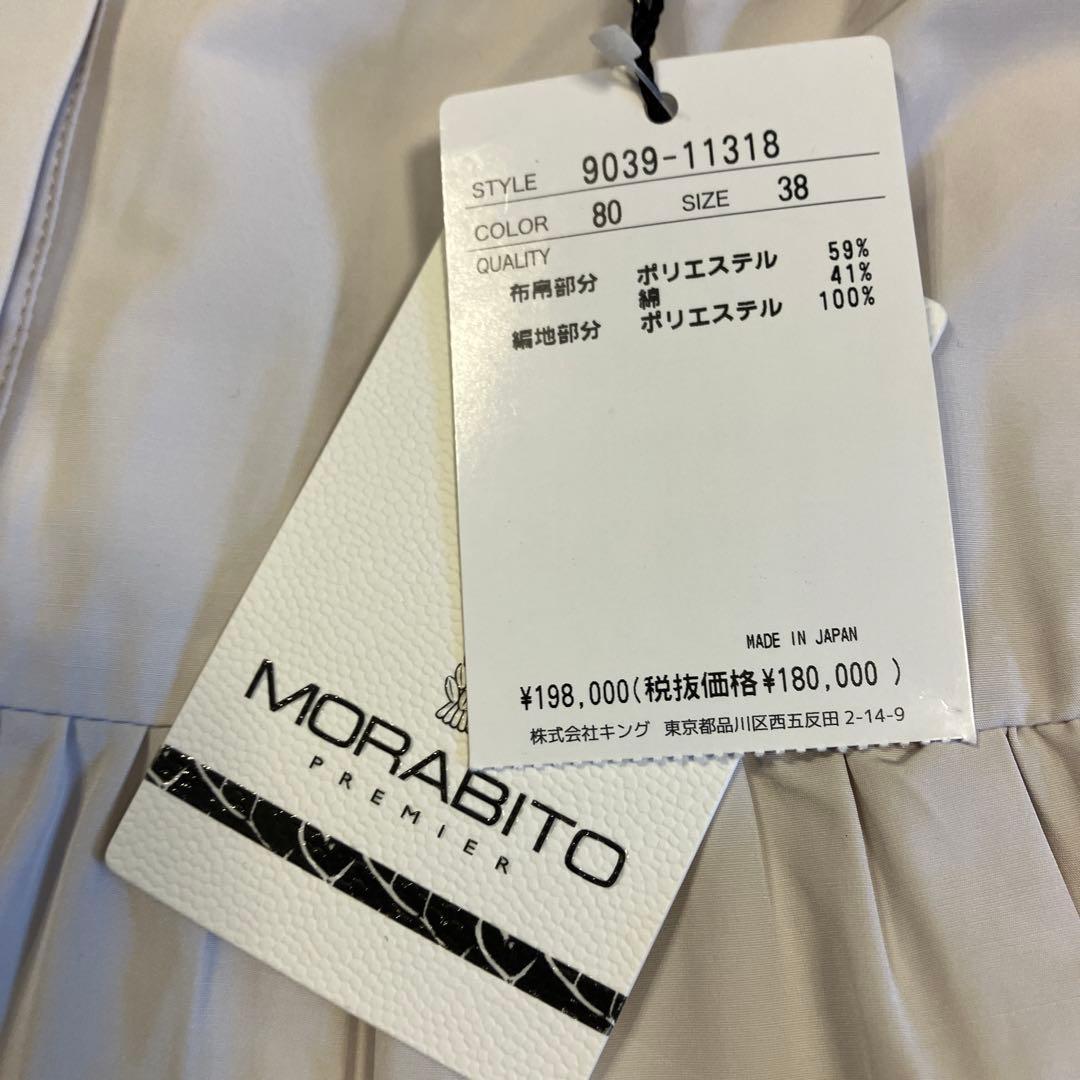 STYLE 9039-11318
COLOR 80 SIZE 38
QUALITY
布帛部分 ポリエステル 59%
綿 41%
編地部分 ポリエステル 100%
MADE IN JAPAN
¥198,000(税抜価格¥180,000 )
株式会社キング 東京都品川区西五反田 2-14-9
MORABITO
PREMIER